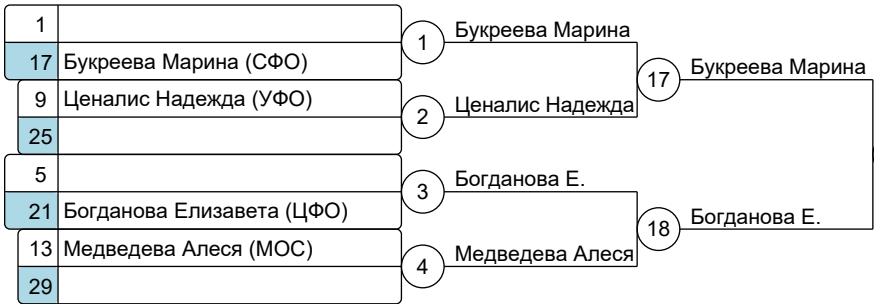 1
17 Букреева Марина (СФО)
9 Ценалис Надежда (УФО)
25
5
21 Богданова Елизавета (ЦФО)
13 Медведева Алеся (МОС)
29
1 Букреева Марина
2 Ценалис Надежда
3 Богданова Е.
4 Медведева Алеся
17 Букреева Марина
18 Богданова Е.